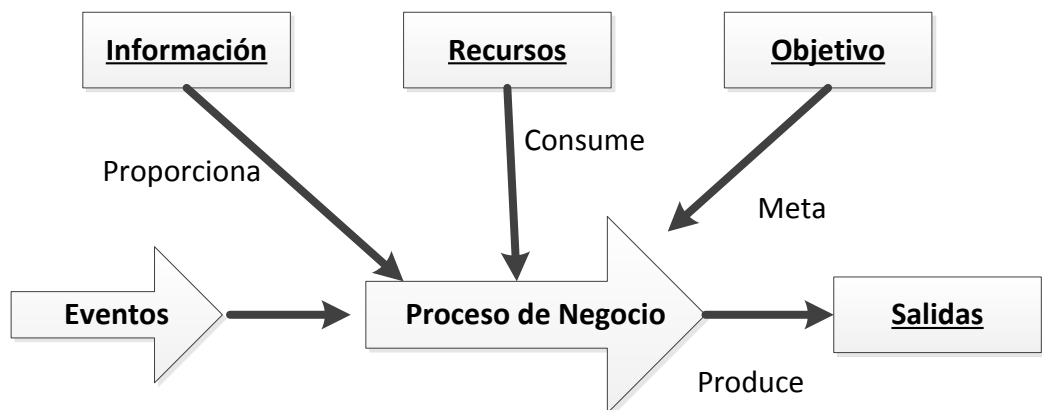 Información
Recursos
Objetivo
Proporciona
Consume
Meta
Eventos
Proceso de Negocio
Salidas
Produce